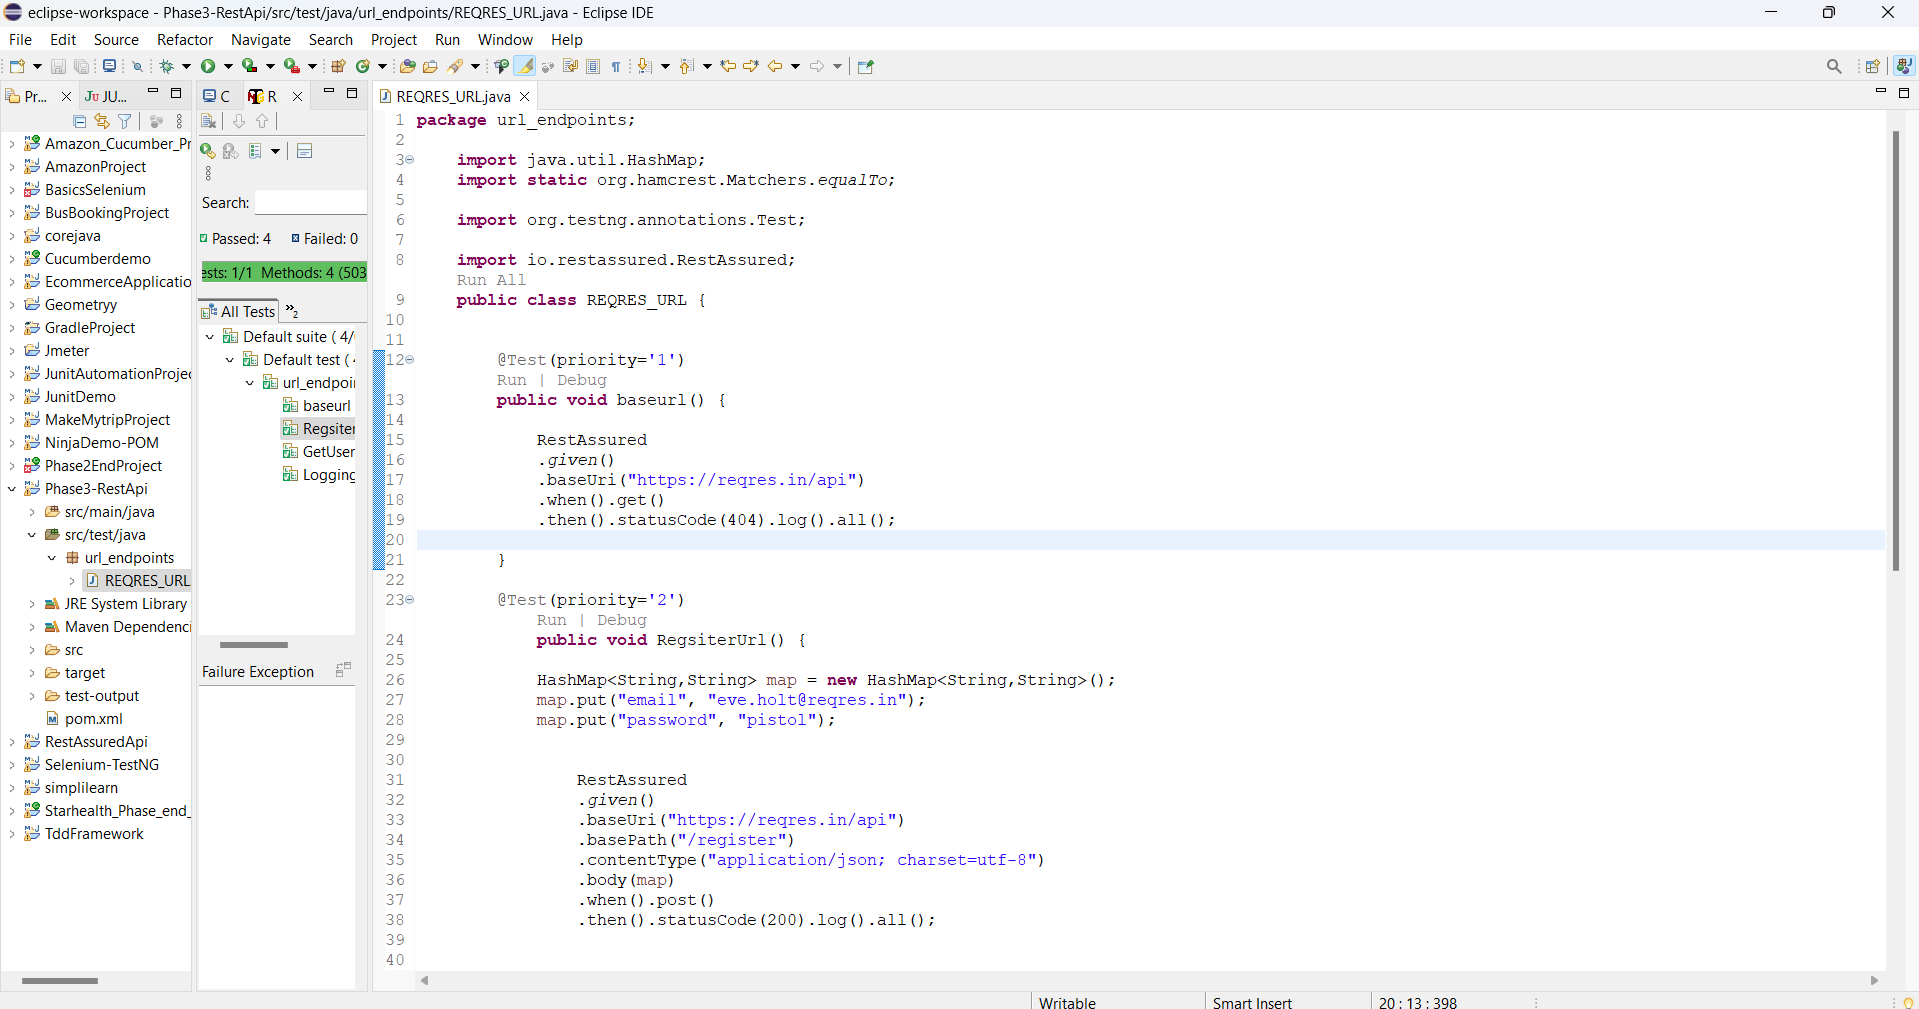 eclipse-workspace - Phase3-RestApi/src/test/java/url_endpoints/REQRES_URL.java - Eclipse IDE
File Edit Source Refactor Navigate Search Project Run Window Help
Pr...
JU...
Amazon_Cucumber_Pr
AmazonProject
BasicsSelenium
BusBookingProject
corejava
Cucumberdemo
EcommerceApplicatio
Geometryy
GradleProject
Jmeter
JunitAutomationProjec
JunitDemo
MakeMytripProject
NinjaDemo-POM
Phase2EndProject
Phase3-RestApi
src/main/java
src/test/java
url_endpoints
REQRES_URL
JRE System Library
Maven Dependenci
src
target
test-output
pom.xml
RestAssuredApi
Selenium-TestNG
simplilearn
Starhealth_Phase_end_
TddFramework
C
R
Search:
Passed: 4 Failed: 0
ests: 1/1 Methods: 4 (503
All Tests
»2
Default suite ( 4/
Default test (
url_endpoi
baseurl
Regsiter
GetUser
Logging
Failure Exception
REQRES_URL.java
1 package url_endpoints;
2
3 import java.util.HashMap;
4 import static org.hamcrest.Matchers.equalTo;
5
6 import org.testng.annotations.Test;
7
8 import io.restassured.RestAssured;
Run All
9 public class REQRES_URL {
10
11
12 @Test(priority='1')
Run | Debug
13 public void baseurl() {
14
15 RestAssured
16 .given()
17 .baseUri("https://reqres.in/api")
18 .when().get()
19 .then().statusCode(404).log().all();
20
21 }
22
23 @Test(priority='2')
Run | Debug
24 public void RegsiterUrl() {
25
26 HashMap<String,String> map = new HashMap<String,String>();
27 map.put("email", "eve.holt@reqres.in");
28 map.put("password", "pistol");
29
30
31 RestAssured
32 .given()
33 .baseUri("https://reqres.in/api")
34 .basePath("/register")
35 .contentType("application/json; charset=utf-8")
36 .body(map)
37 .when().post()
38 .then().statusCode(200).log().all();
39
40
Writable Smart Insert 20 : 13 : 398